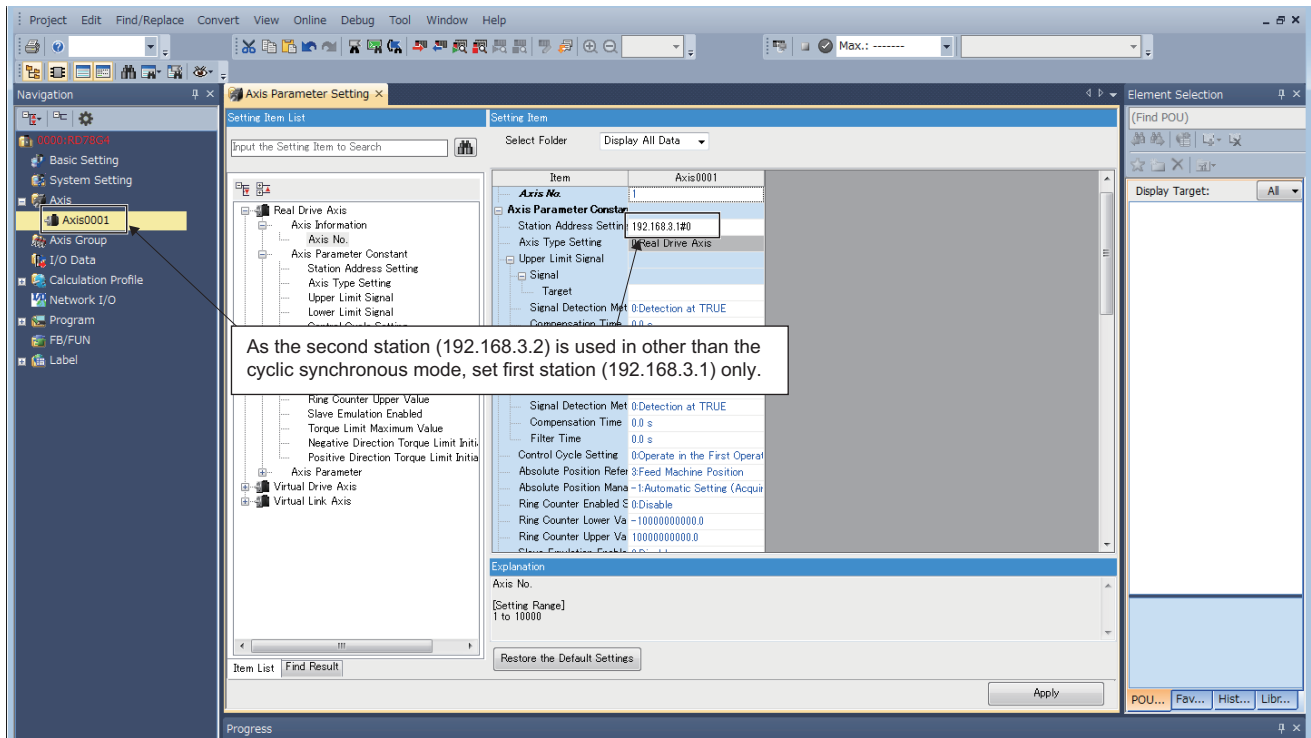 Project Edit Find/Replace Convert View Online Debug Tool Window Help
Max.: -------
Navigation
0000:RD78G4
Basic Setting
System Setting
Axis
Axis0001
Axis Group
I/O Data
Calculation Profile
Network I/O
Program
FB/FUN
Label
Axis Parameter Setting
Setting Item List
Input the Setting Item to Search
Real Drive Axis
Axis Information
Axis No.
Axis Parameter Constant
Station Address Setting
Axis Type Setting
Upper Limit Signal
Lower Limit Signal
As the second station (192.168.3.2) is used in other than the
cyclic synchronous mode, set first station (192.168.3.1) only.
Ring Counter Upper Value
Slave Emulation Enabled
Torque Limit Maximum Value
Negative Direction Torque Limit Initi
Positive Direction Torque Limit Initia
Axis Parameter
Virtual Drive Axis
Virtual Link Axis
Item List Find Result
Setting Item
Select Folder Display All Data
Item Axis0001
Axis No. 1
Axis Parameter Constan
Station Address Settin 192.168.3.1#0
Axis Type Setting 0:Real Drive Axis
Upper Limit Signal
Signal
Target
Signal Detection Met 0:Detection at TRUE
Compensation Time 0.0 s
Signal Detection Met 0:Detection at TRUE
Compensation Time 0.0 s
Filter Time 0.0 s
Control Cycle Setting 0:Operate in the First Operat
Absolute Position Refer 3:Feed Machine Position
Absolute Position Mana -1:Automatic Setting (Acquir
Ring Counter Enabled S 0:Disable
Ring Counter Lower Va -10000000000.0
Ring Counter Upper Va 10000000000.0
Explanation
Axis No.
[Setting Range]
1 to 10000
Restore the Default Settings
Apply
Progress
Element Selection
(Find POU)
Display Target: All
POU... Fav... Hist... Libr...